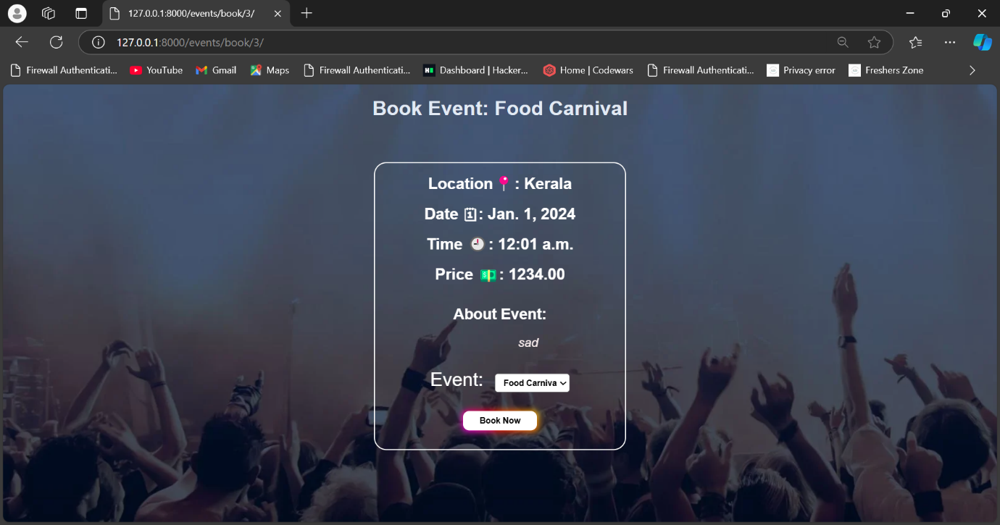 127.0.0.1:8000/events/book/3/
127.0.0.1:8000/events/book/3/
Firewall Authenticati... YouTube Gmail Maps Firewall Authenticati... Dashboard | Hacker... Home | Codewars Firewall Authenticati... Privacy error Freshers Zone
Book Event: Food Carnival
Location 📍 : Kerala
Date 🗓: Jan. 1, 2024
Time 🕘 : 12:01 a.m.
Price 💵 : 1234.00
About Event:
sad
Event: Food Carniva
Book Now